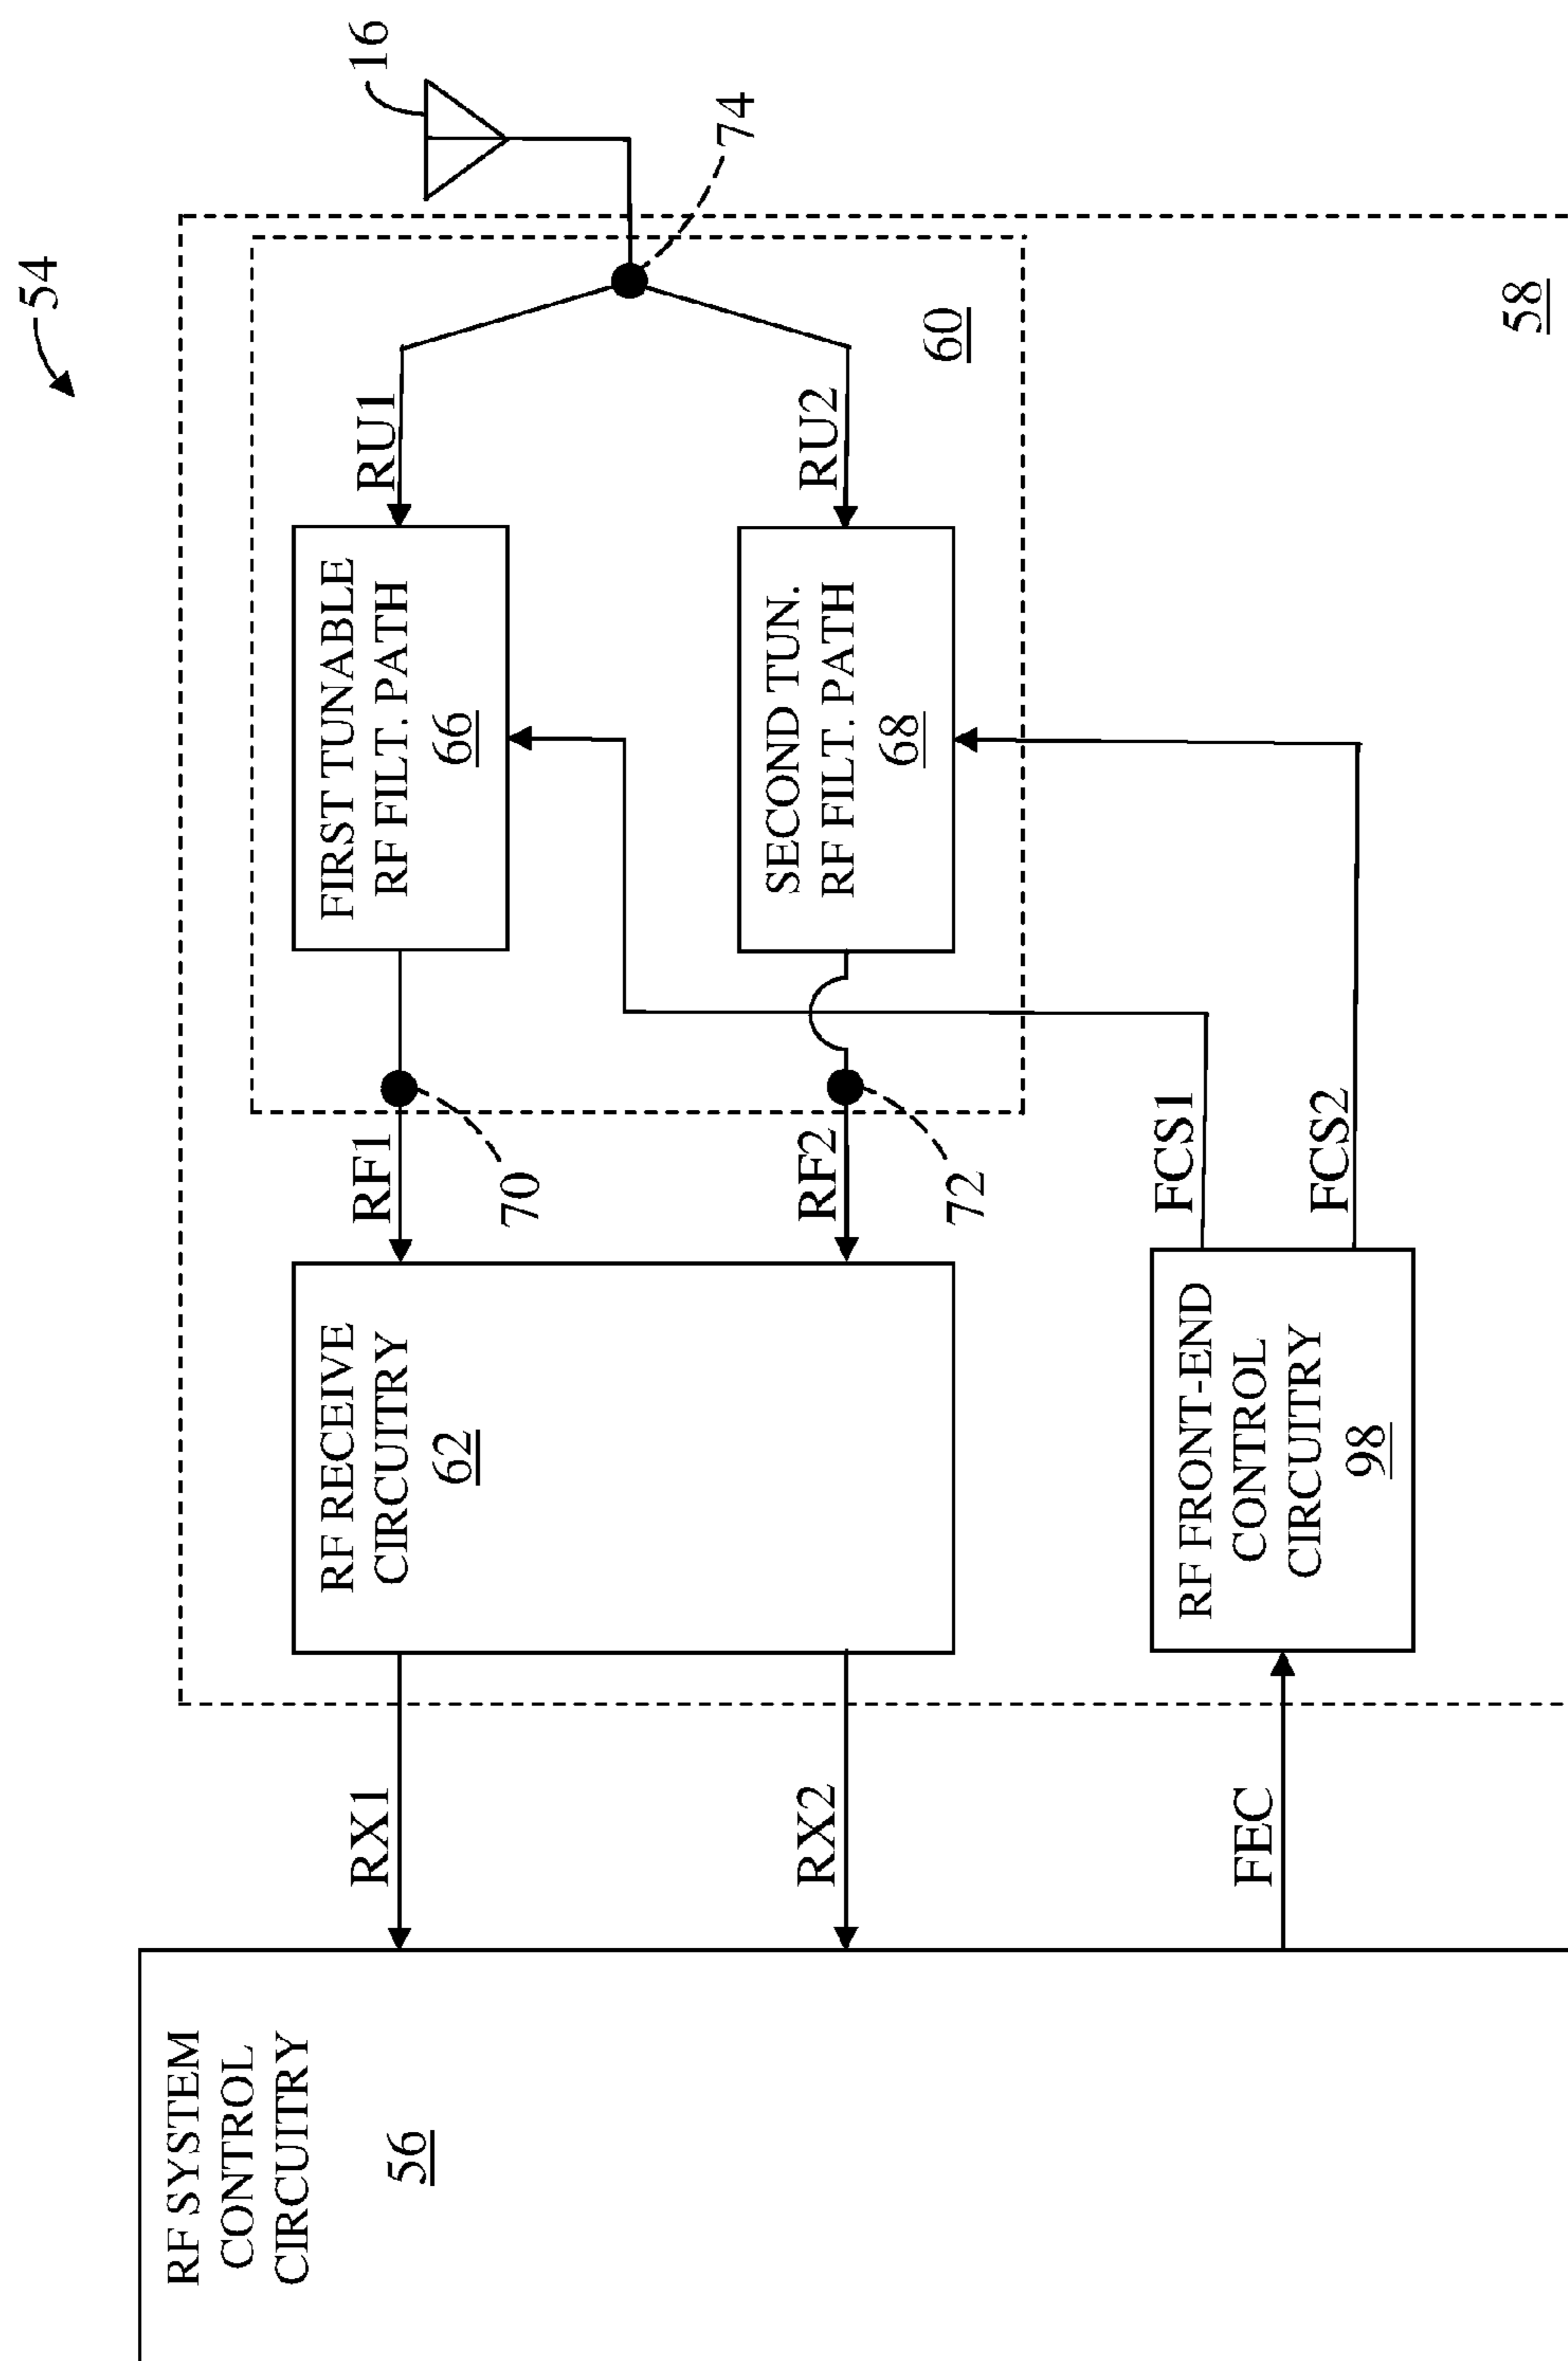 54
RF SYSTEM
CONTROL
CIRCUITRY
56
RX1
RX2
FEC
RF RECEIVE
CIRCUITRY
62
RF1
70
RF2
72
RF FRONT-END
CONTROL
CIRCUITRY
98
FCS1
FCS2
FIRST TUNABLE
RF FILT. PATH
66
SECOND TUN.
RF FILT. PATH
68
RU1
RU2
60
74
16
58